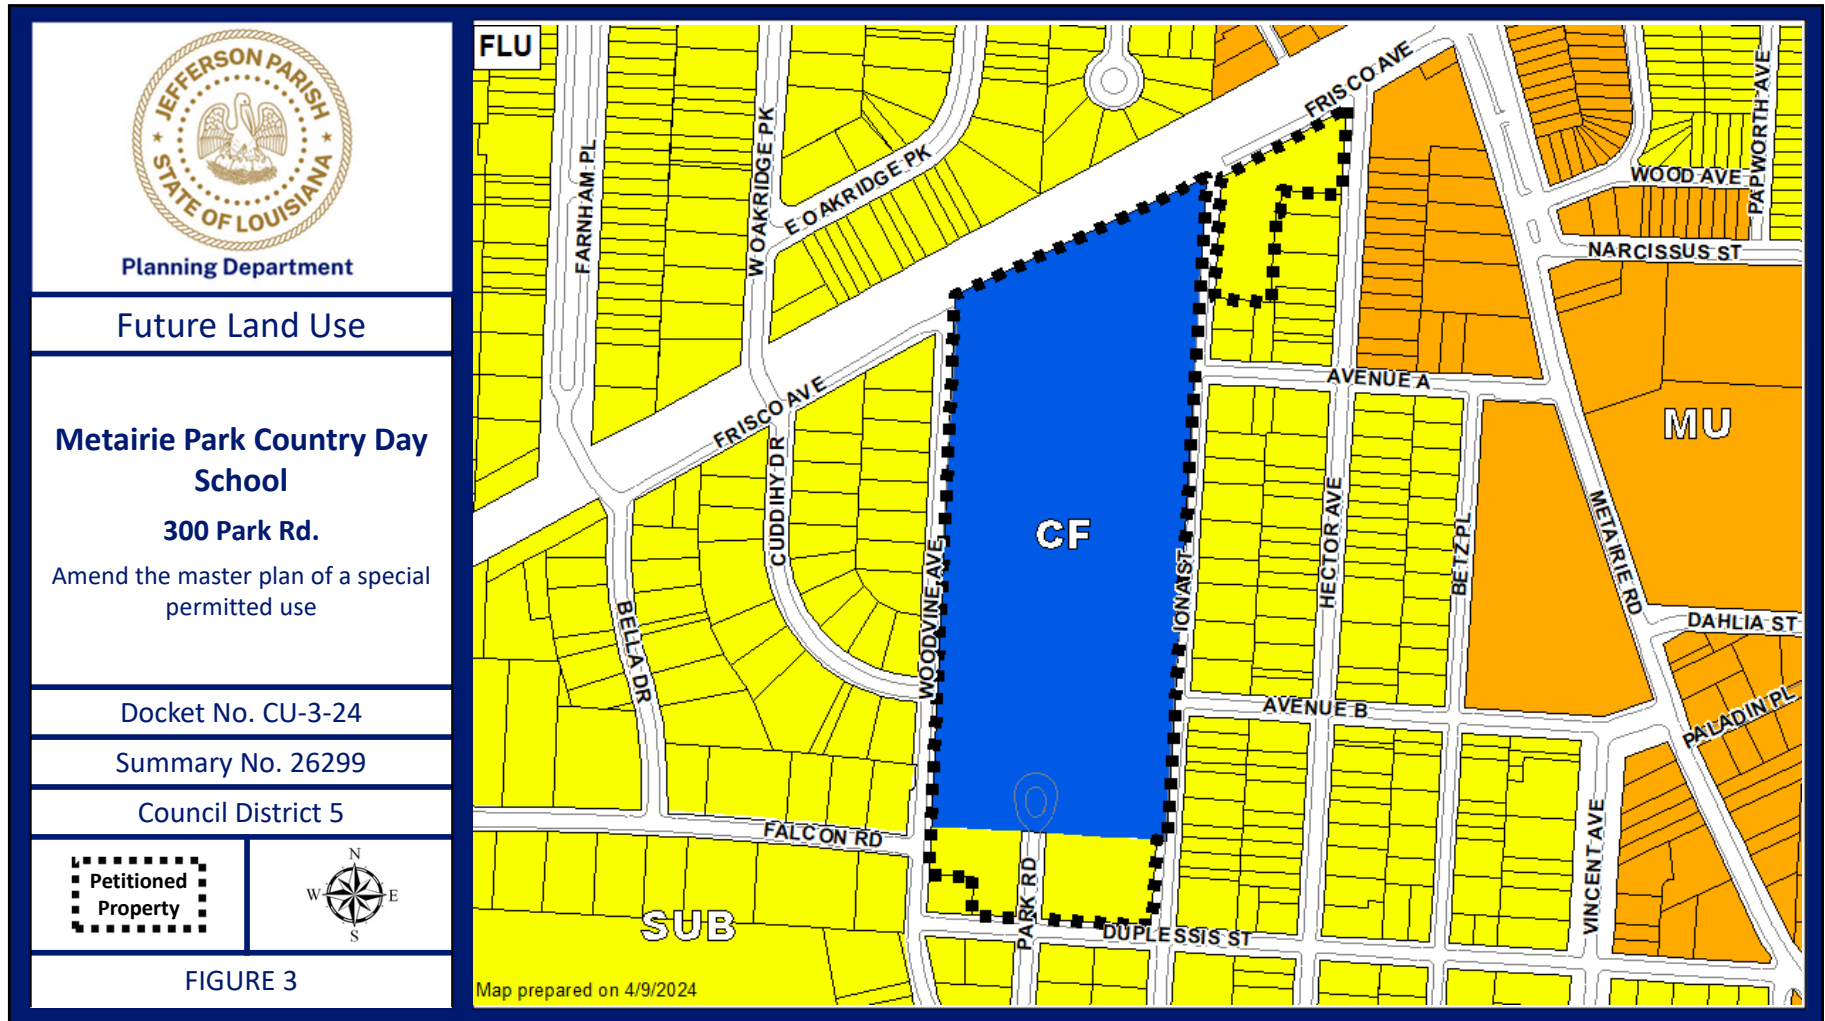 JEFFERSON PARISH
STATE OF LOUISIANA
Planning Department
Future Land Use
Metairie Park Country Day
School
300 Park Rd.
Amend the master plan of a special
permitted use
Docket No. CU-3-24
Summary No. 26299
Council District 5
Petitioned
Property
N
W E
S
FIGURE 3
FLU
FRISCO AVE
FARNHAM PL
W OAKRIDGE PK
E OAKRIDGE PK
PAPWORTH AVE
WOOD AVE
NARCISSUS ST
AVENUE A
FRISCO AVE
MU
CUDDIHY DR
CF
HECTOR AVE
BETZ PL
METAIRIE RD
WOODVINE AVE
IONA ST
BELLA DR
DAHLIA ST
AVENUE B
PALADIN PL
FALCON RD
VINCENT AVE
PARK RD
SUB
DUPLESSIS ST
Map prepared on 4/9/2024